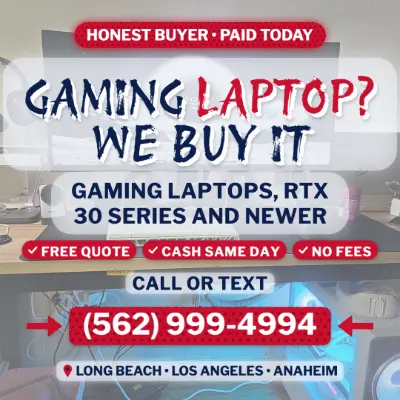 HONEST BUYER • PAID TODAY
GAMING LAPTOP?
WE BUY IT
GAMING LAPTOPS, RTX
30 SERIES AND NEWER
FREE QUOTE CASH SAME DAY NO FEES
CALL OR TEXT
(562) 999-4994
LONG BEACH • LOS ANGELES • ANAHEIM